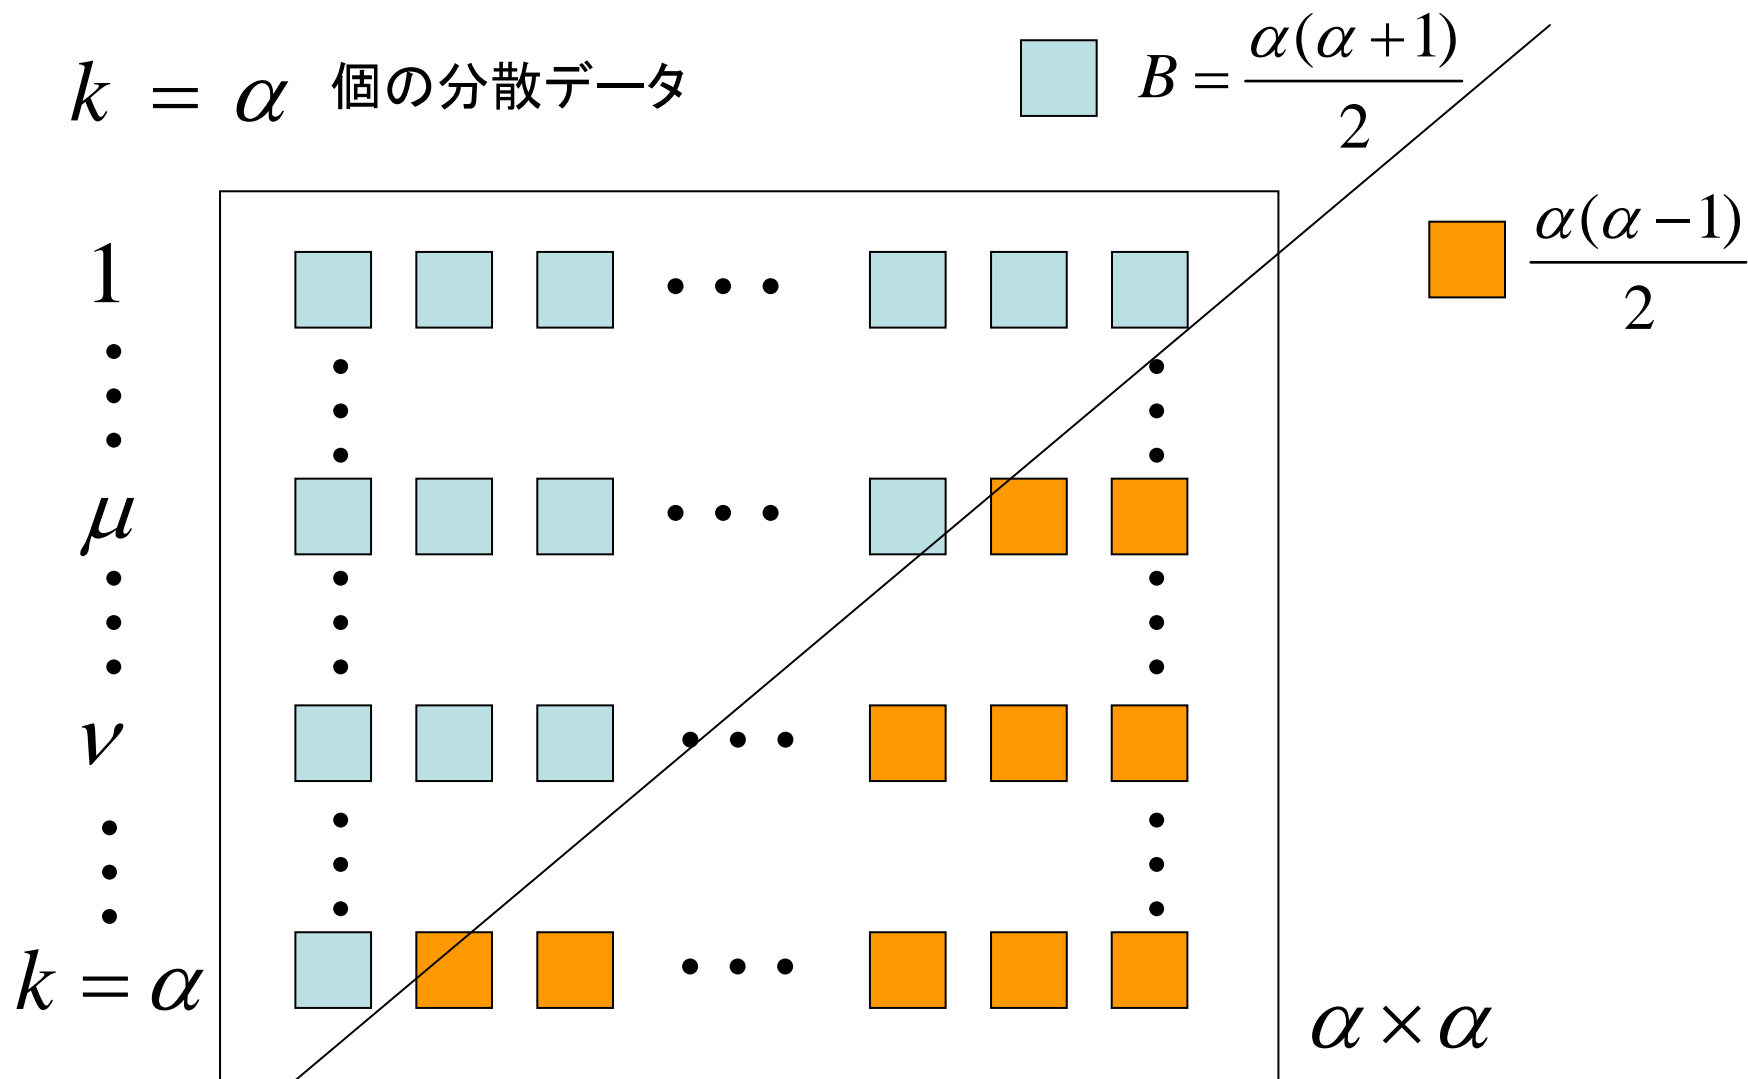 k = α 個の分散データ
B = α(α+1)/2
α(α−1)/2
1
μ
ν
k = α
α×α